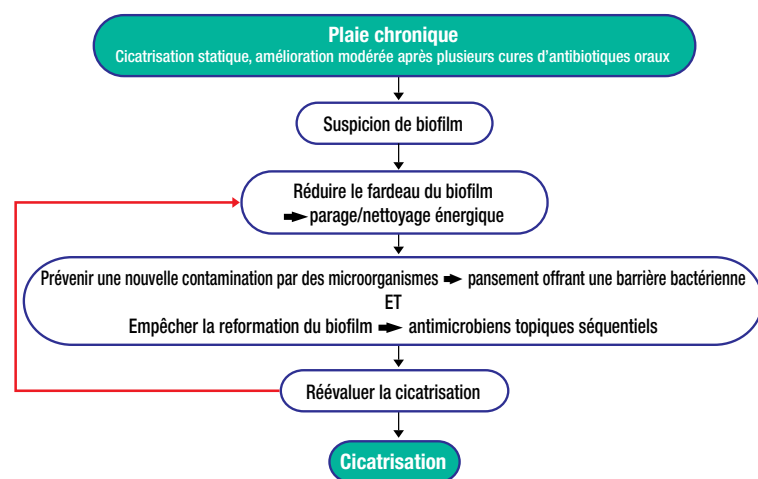 Plaie chronique
Cicatrisation statique, amélioration modérée après plusieurs cures d'antibiotiques oraux
Suspicion de biofilm
Réduire le fardeau du biofilm
➡ parage/nettoyage énergique
Prévenir une nouvelle contamination par des microorganismes ➡ pansement offrant une barrière bactérienne
ET
Empêcher la reformation du biofilm ➡ antimicrobiens topiques séquentiels
Réévaluer la cicatrisation
Cicatrisation